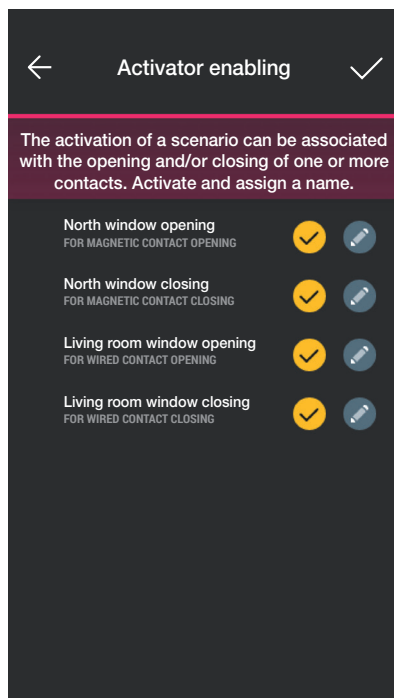 Activator enabling
The activation of a scenario can be associated
with the opening and/or closing of one or more
contacts. Activate and assign a name.
North window opening
FOR MAGNETIC CONTACT OPENING
North window closing
FOR MAGNETIC CONTACT CLOSING
Living room window opening
FOR WIRED CONTACT OPENING
Living room window closing
FOR WIRED CONTACT CLOSING